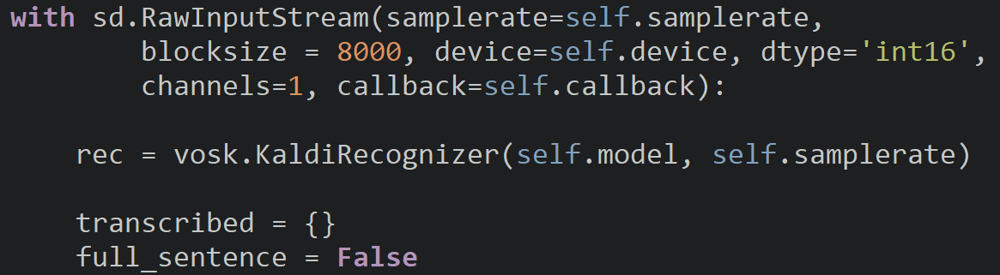 with sd.RawInputStream(samplerate=self.samplerate,
        blocksize = 8000, device=self.device, dtype='int16',
        channels=1, callback=self.callback):

    rec = vosk.KaldiRecognizer(self.model, self.samplerate)

    transcribed = {}
    full_sentence = False